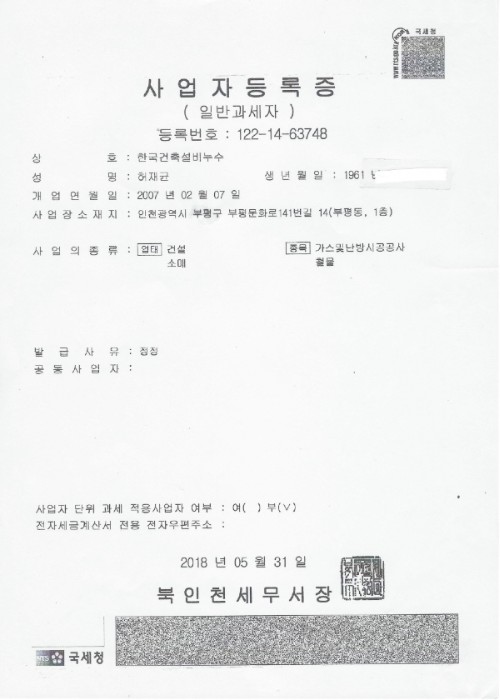 국세청
사업자등록증
( 일반과세자 )
등록번호 : 122-14-63748
상 호 : 한국건축설비누수
성 명 : 허재균 생 년 월 일 : 1961 년
개 업 연 월 일 : 2007 년 02 월 07 일
사 업 장 소 재 지 : 인천광역시 부평구 부평문화로141번길 14(부평동, 1층)
사 업 의 종 류 : 업태 건설 종목 가스및난방시공공사
소매 철물
발 급 사 유 : 정정
공 동 사 업 자 :
사업자 단위 과세 적용사업자 여부 : 여( ) 부(∨)
전자세금계산서 전용 전자우편주소 :
2018 년 05 월 31 일
북인천세무서장
국세청